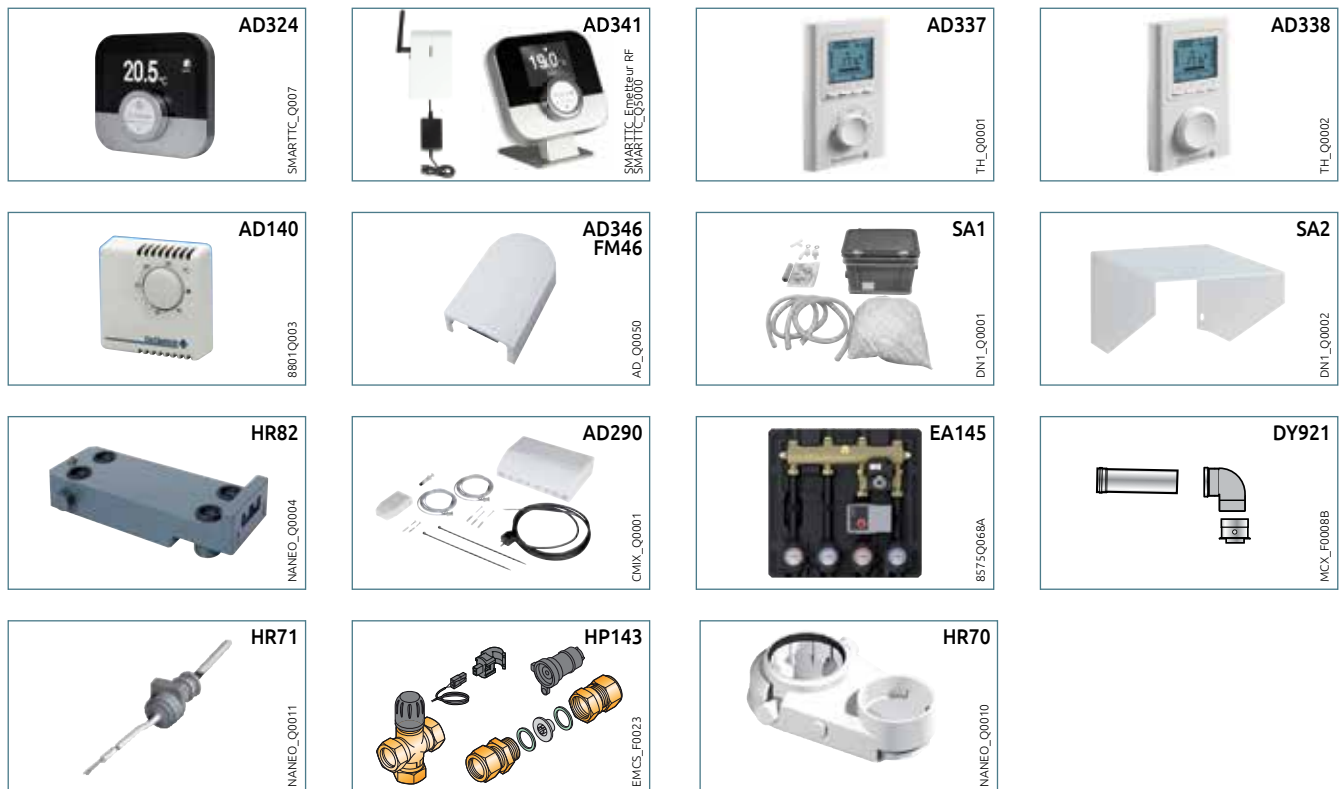 AD324
20.5°C
SMARTTC_Q007
AD341
19.0
SMARTTC_Emetteur RF
SMARTTC_Q5000
AD337
TH_Q0001
AD338
TH_Q0002
AD140
8801Q003
AD346
FM46
AD_Q0050
SA1
DN1_Q0001
SA2
DN1_Q0002
HR82
NANEO_Q0004
AD290
CMIX_Q0001
EA145
8575Q068A
DY921
MCX_F0008B
HR71
NANEO_Q0011
HP143
EMCS_F0023
HR70
NANEO_Q0010